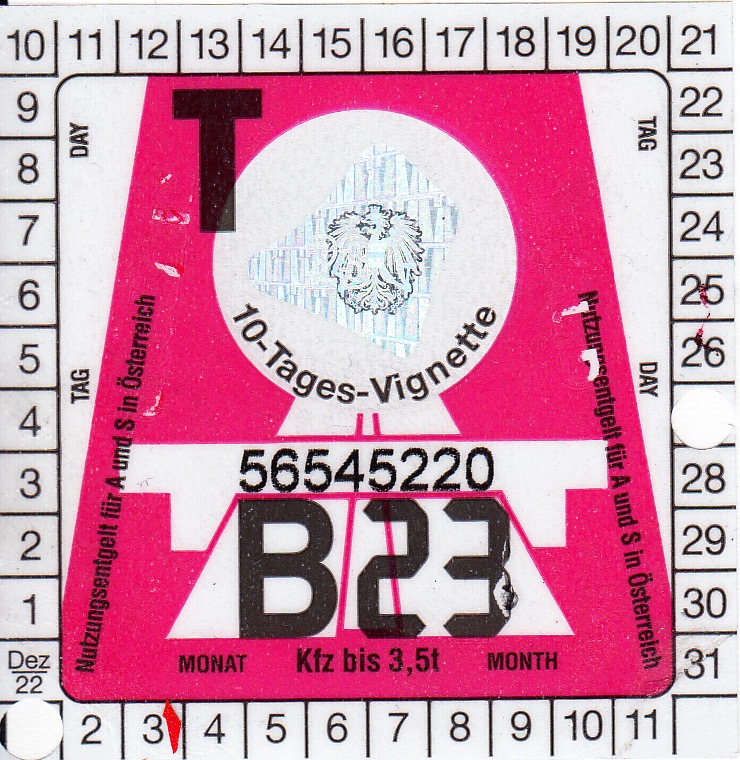 10 11 12 13 14 15 16 17 18 19 20 21
9 22
DAY T TAG
8 23
7 24
6 25
10-Tages-Vignette
Nutzungsentgelt für A und S in Österreich
Nutzungsentgelt für A und S in Österreich
5 26
TAG DAY
4
56545220
3 28
B23
2 29
1 30
Dez 22
MONAT Kfz bis 3,5t MONTH
31
2 3 4 5 6 7 8 9 10 11